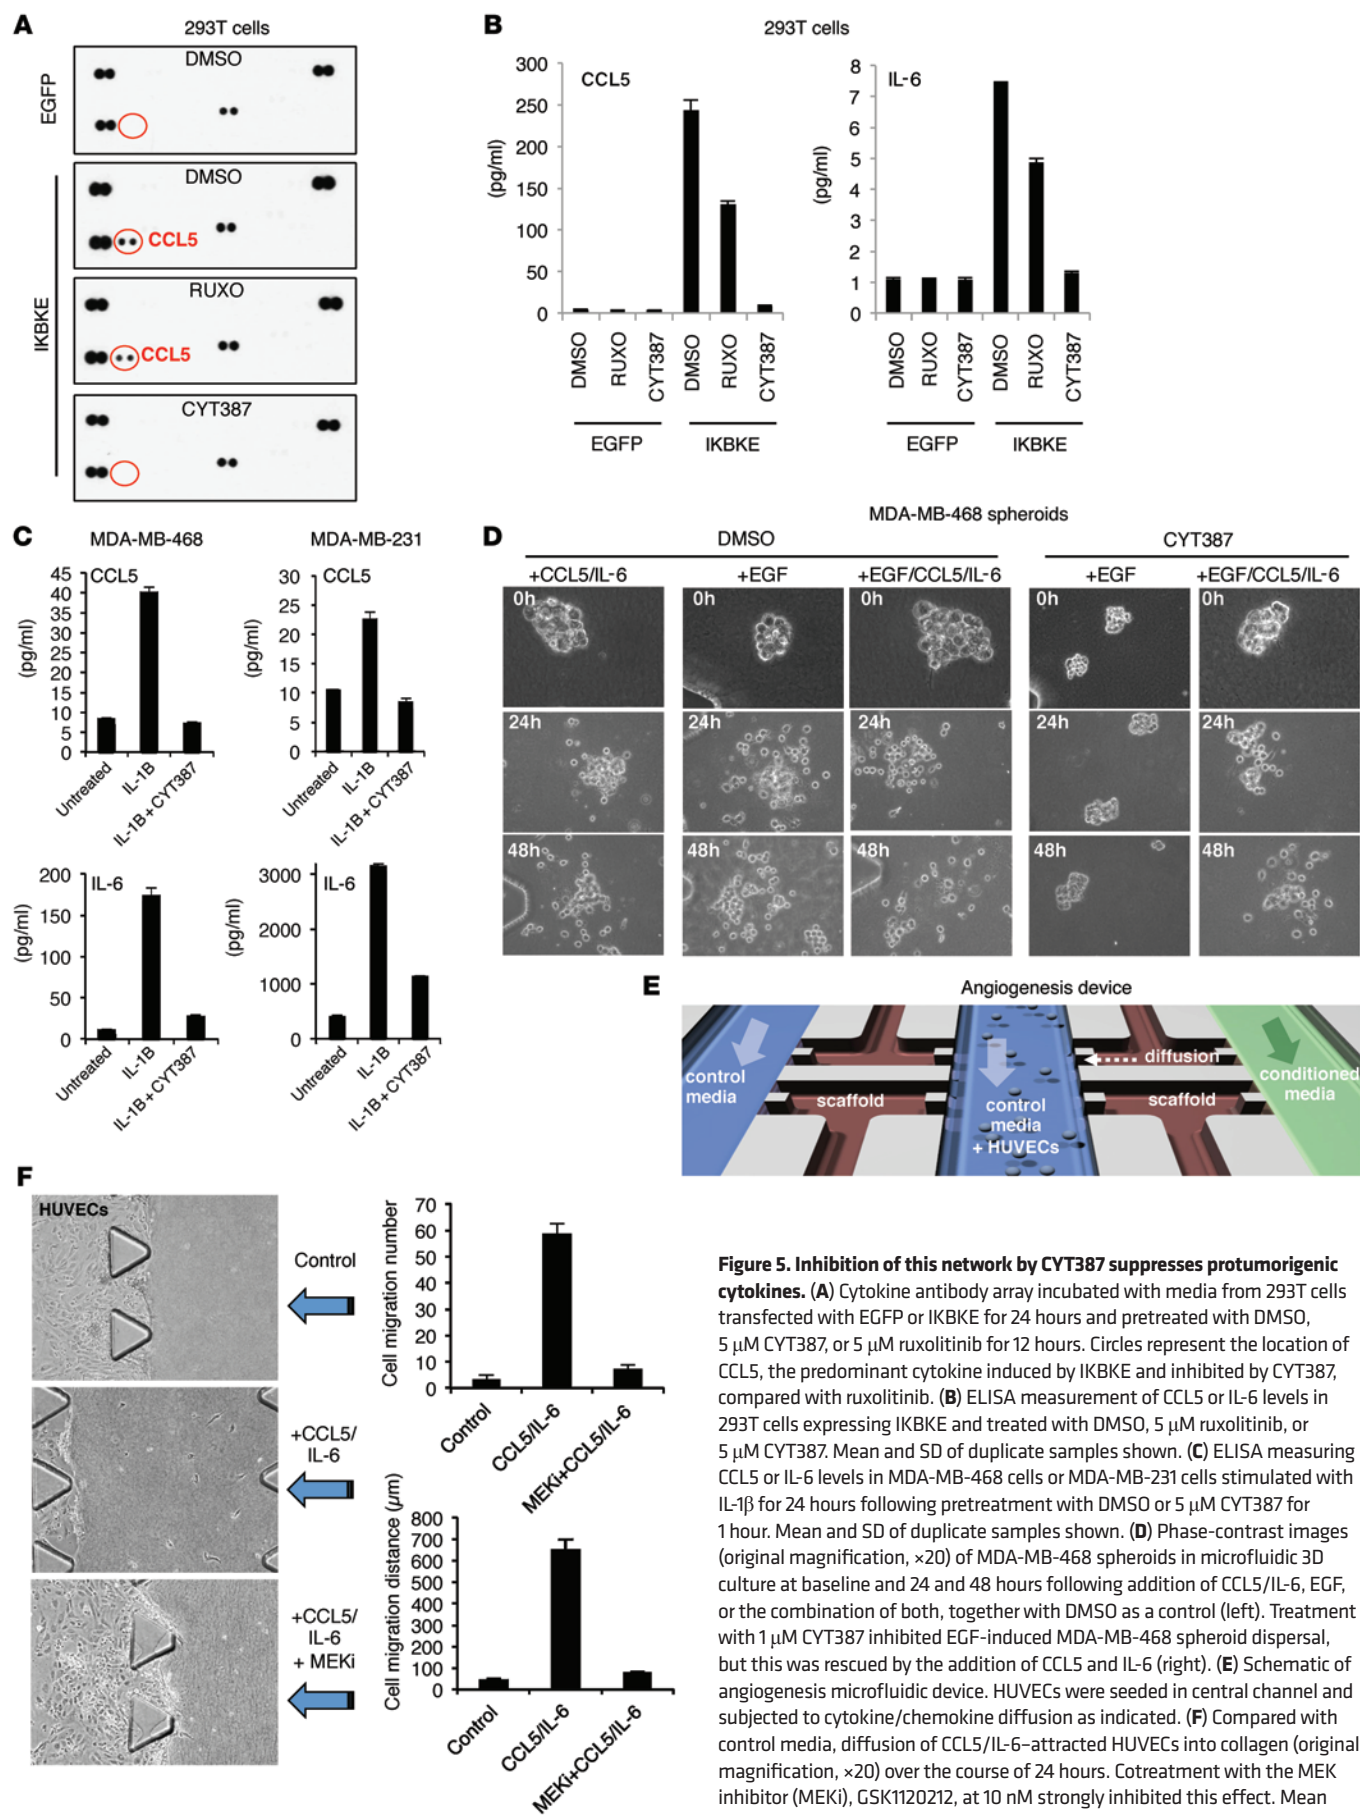 A
293T cells
EGFP
DMSO
IKBKE
DMSO
CCL5
RUXO
CCL5
CYT387
B
293T cells
CCL5
(pg/ml)
300
250
200
150
100
50
0
DMSO
RUXO
CYT387
DMSO
RUXO
CYT387
EGFP
IKBKE
IL-6
(pg/ml)
8
7
6
5
4
3
2
1
0
DMSO
RUXO
CYT387
DMSO
RUXO
CYT387
EGFP
IKBKE
C
MDA-MB-468
CCL5
(pg/ml)
45
40
35
30
25
20
15
10
5
0
Untreated
IL-1B
IL-1B + CYT387
MDA-MB-231
CCL5
(pg/ml)
30
25
20
15
10
5
0
Untreated
IL-1B
IL-1B + CYT387
IL-6
(pg/ml)
200
150
100
50
0
Untreated
IL-1B
IL-1B + CYT387
IL-6
(pg/ml)
3000
2000
1000
0
Untreated
IL-1B
IL-1B + CYT387
D
MDA-MB-468 spheroids
DMSO
CYT387
+CCL5/IL-6
+EGF
+EGF/CCL5/IL-6
+EGF
+EGF/CCL5/IL-6
0h
0h
0h
0h
0h
24h
24h
24h
24h
24h
48h
48h
48h
48h
48h
E
Angiogenesis device
control
media
scaffold
control
media
+ HUVECs
diffusion
scaffold
conditioned
media
F
HUVECs
Control
+CCL5/
IL-6
+CCL5/
IL-6
+ MEKi
Cell migration number
70
60
50
40
30
20
10
0
Control
CCL5/IL-6
MEKi+CCL5/IL-6
Cell migration distance (µm)
800
700
600
500
400
300
200
100
0
Control
CCL5/IL-6
MEKi+CCL5/IL-6
Figure 5. Inhibition of this network by CYT387 suppresses protumorigenic
cytokines. (A) Cytokine antibody array incubated with media from 293T cells
transfected with EGFP or IKBKE for 24 hours and pretreated with DMSO,
5 µM CYT387, or 5 µM ruxolitinib for 12 hours. Circles represent the location of
CCL5, the predominant cytokine induced by IKBKE and inhibited by CYT387,
compared with ruxolitinib. (B) ELISA measurement of CCL5 or IL-6 levels in
293T cells expressing IKBKE and treated with DMSO, 5 µM ruxolitinib, or
5 µM CYT387. Mean and SD of duplicate samples shown. (C) ELISA measuring
CCL5 or IL-6 levels in MDA-MB-468 cells or MDA-MB-231 cells stimulated with
IL-1β for 24 hours following pretreatment with DMSO or 5 µM CYT387 for
1 hour. Mean and SD of duplicate samples shown. (D) Phase-contrast images
(original magnification, ×20) of MDA-MB-468 spheroids in microfluidic 3D
culture at baseline and 24 and 48 hours following addition of CCL5/IL-6, EGF,
or the combination of both, together with DMSO as a control (left). Treatment
with 1 µM CYT387 inhibited EGF-induced MDA-MB-468 spheroid dispersal,
but this was rescued by the addition of CCL5 and IL-6 (right). (E) Schematic of
angiogenesis microfluidic device. HUVECs were seeded in central channel and
subjected to cytokine/chemokine diffusion as indicated. (F) Compared with
control media, diffusion of CCL5/IL-6–attracted HUVECs into collagen (original
magnification, ×20) over the course of 24 hours. Cotreatment with the MEK
inhibitor (MEKi), GSK1120212, at 10 nM strongly inhibited this effect. Mean